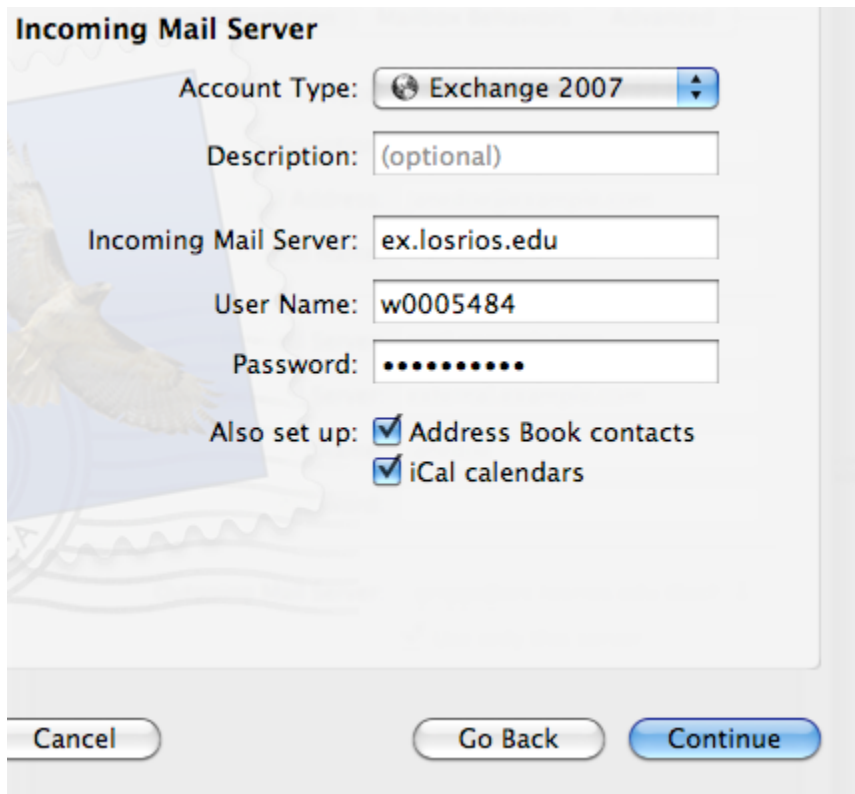 Incoming Mail Server
Account Type: Exchange 2007
Description: (optional)
Incoming Mail Server: ex.losrios.edu
User Name: w0005484
Password: ••••••••••
Also set up: Address Book contacts
iCal calendars
Cancel Go Back Continue